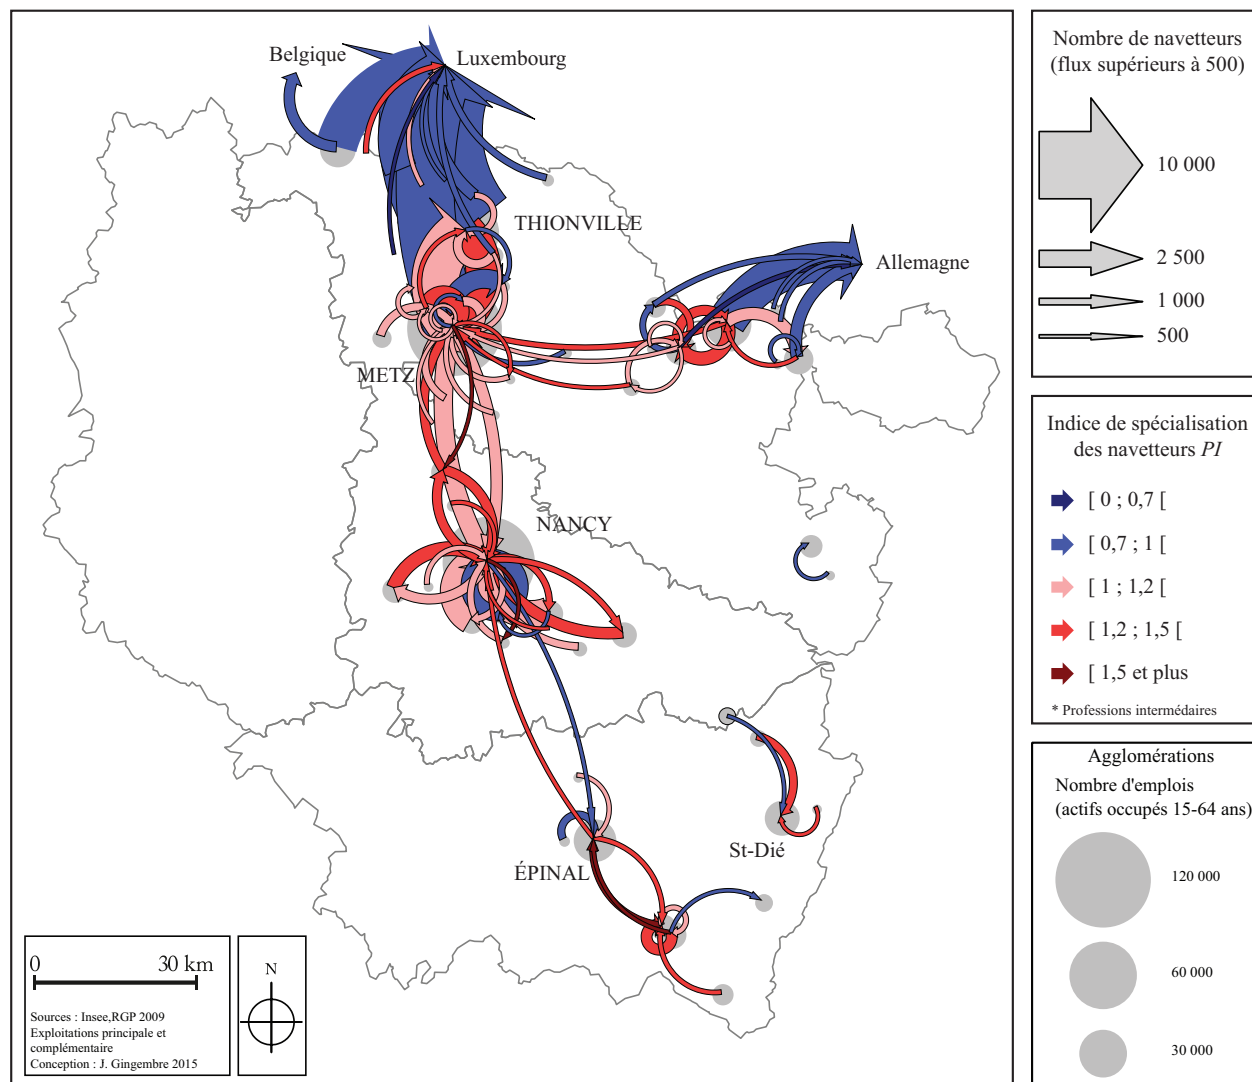 Belgique
Luxembourg
THIONVILLE
Allemagne
METZ
NANCY
St-Dié
ÉPINAL
0 30 km
Sources : Insee,RGP 2009
Exploitations principale et
complémentaire
Conception : J. Gingembre 2015
N
Nombre de navetteurs
(flux supérieurs à 500)
10 000
2 500
1 000
500
Indice de spécialisation
des navetteurs PI
[ 0 ; 0,7 [
[ 0,7 ; 1 [
[ 1 ; 1,2 [
[ 1,2 ; 1,5 [
[ 1,5 et plus
* Professions intermédaires
Agglomérations
Nombre d'emplois
(actifs occupés 15-64 ans)
120 000
60 000
30 000